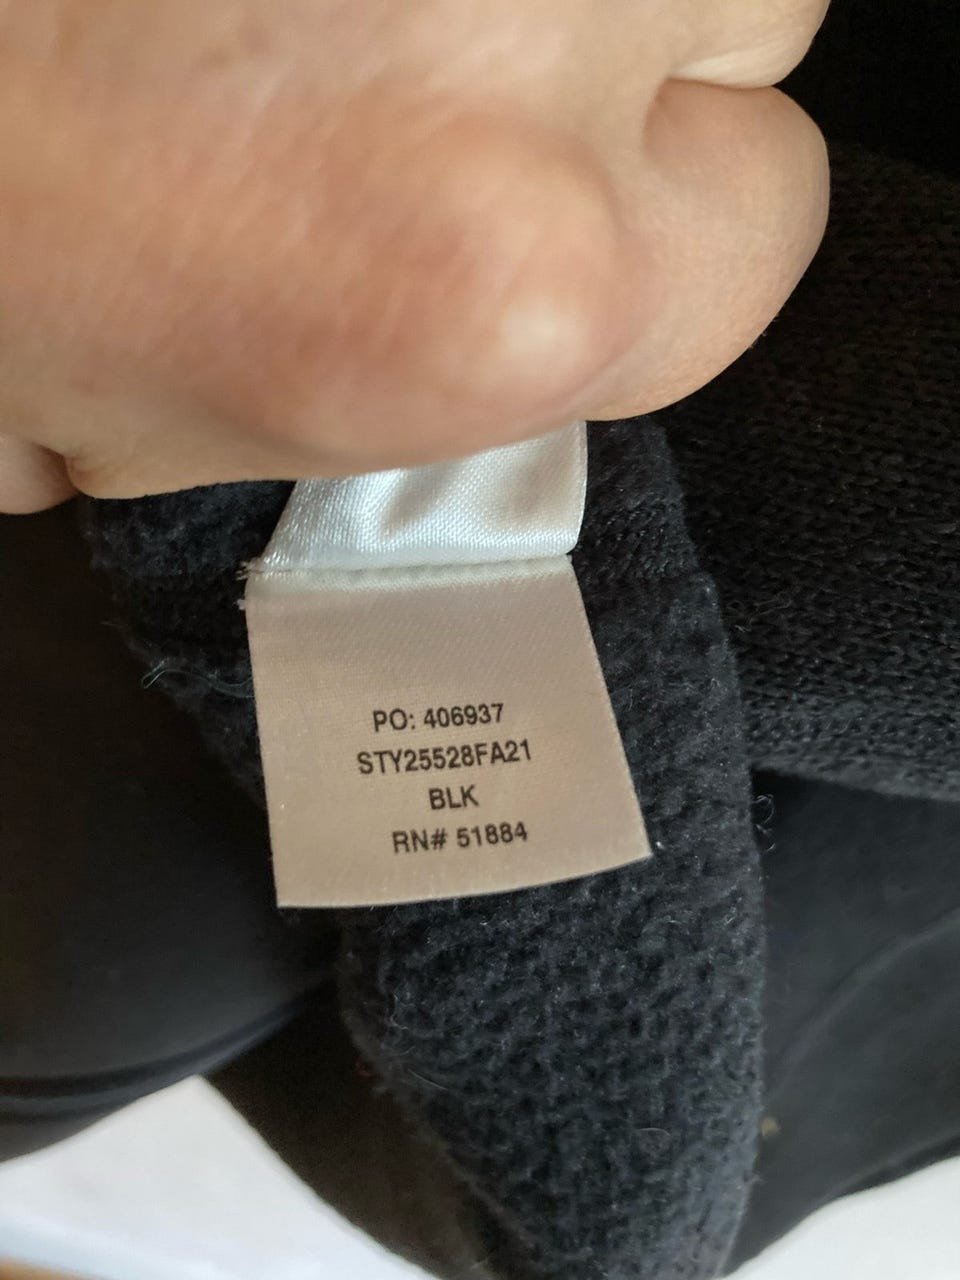 PO: 406937
STY25528FA21
BLK
RN# 51884